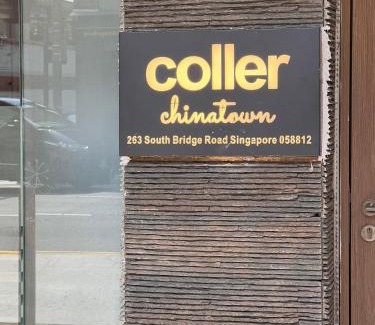 coller
chinatown
263 South Bridge Road Singapore 058812